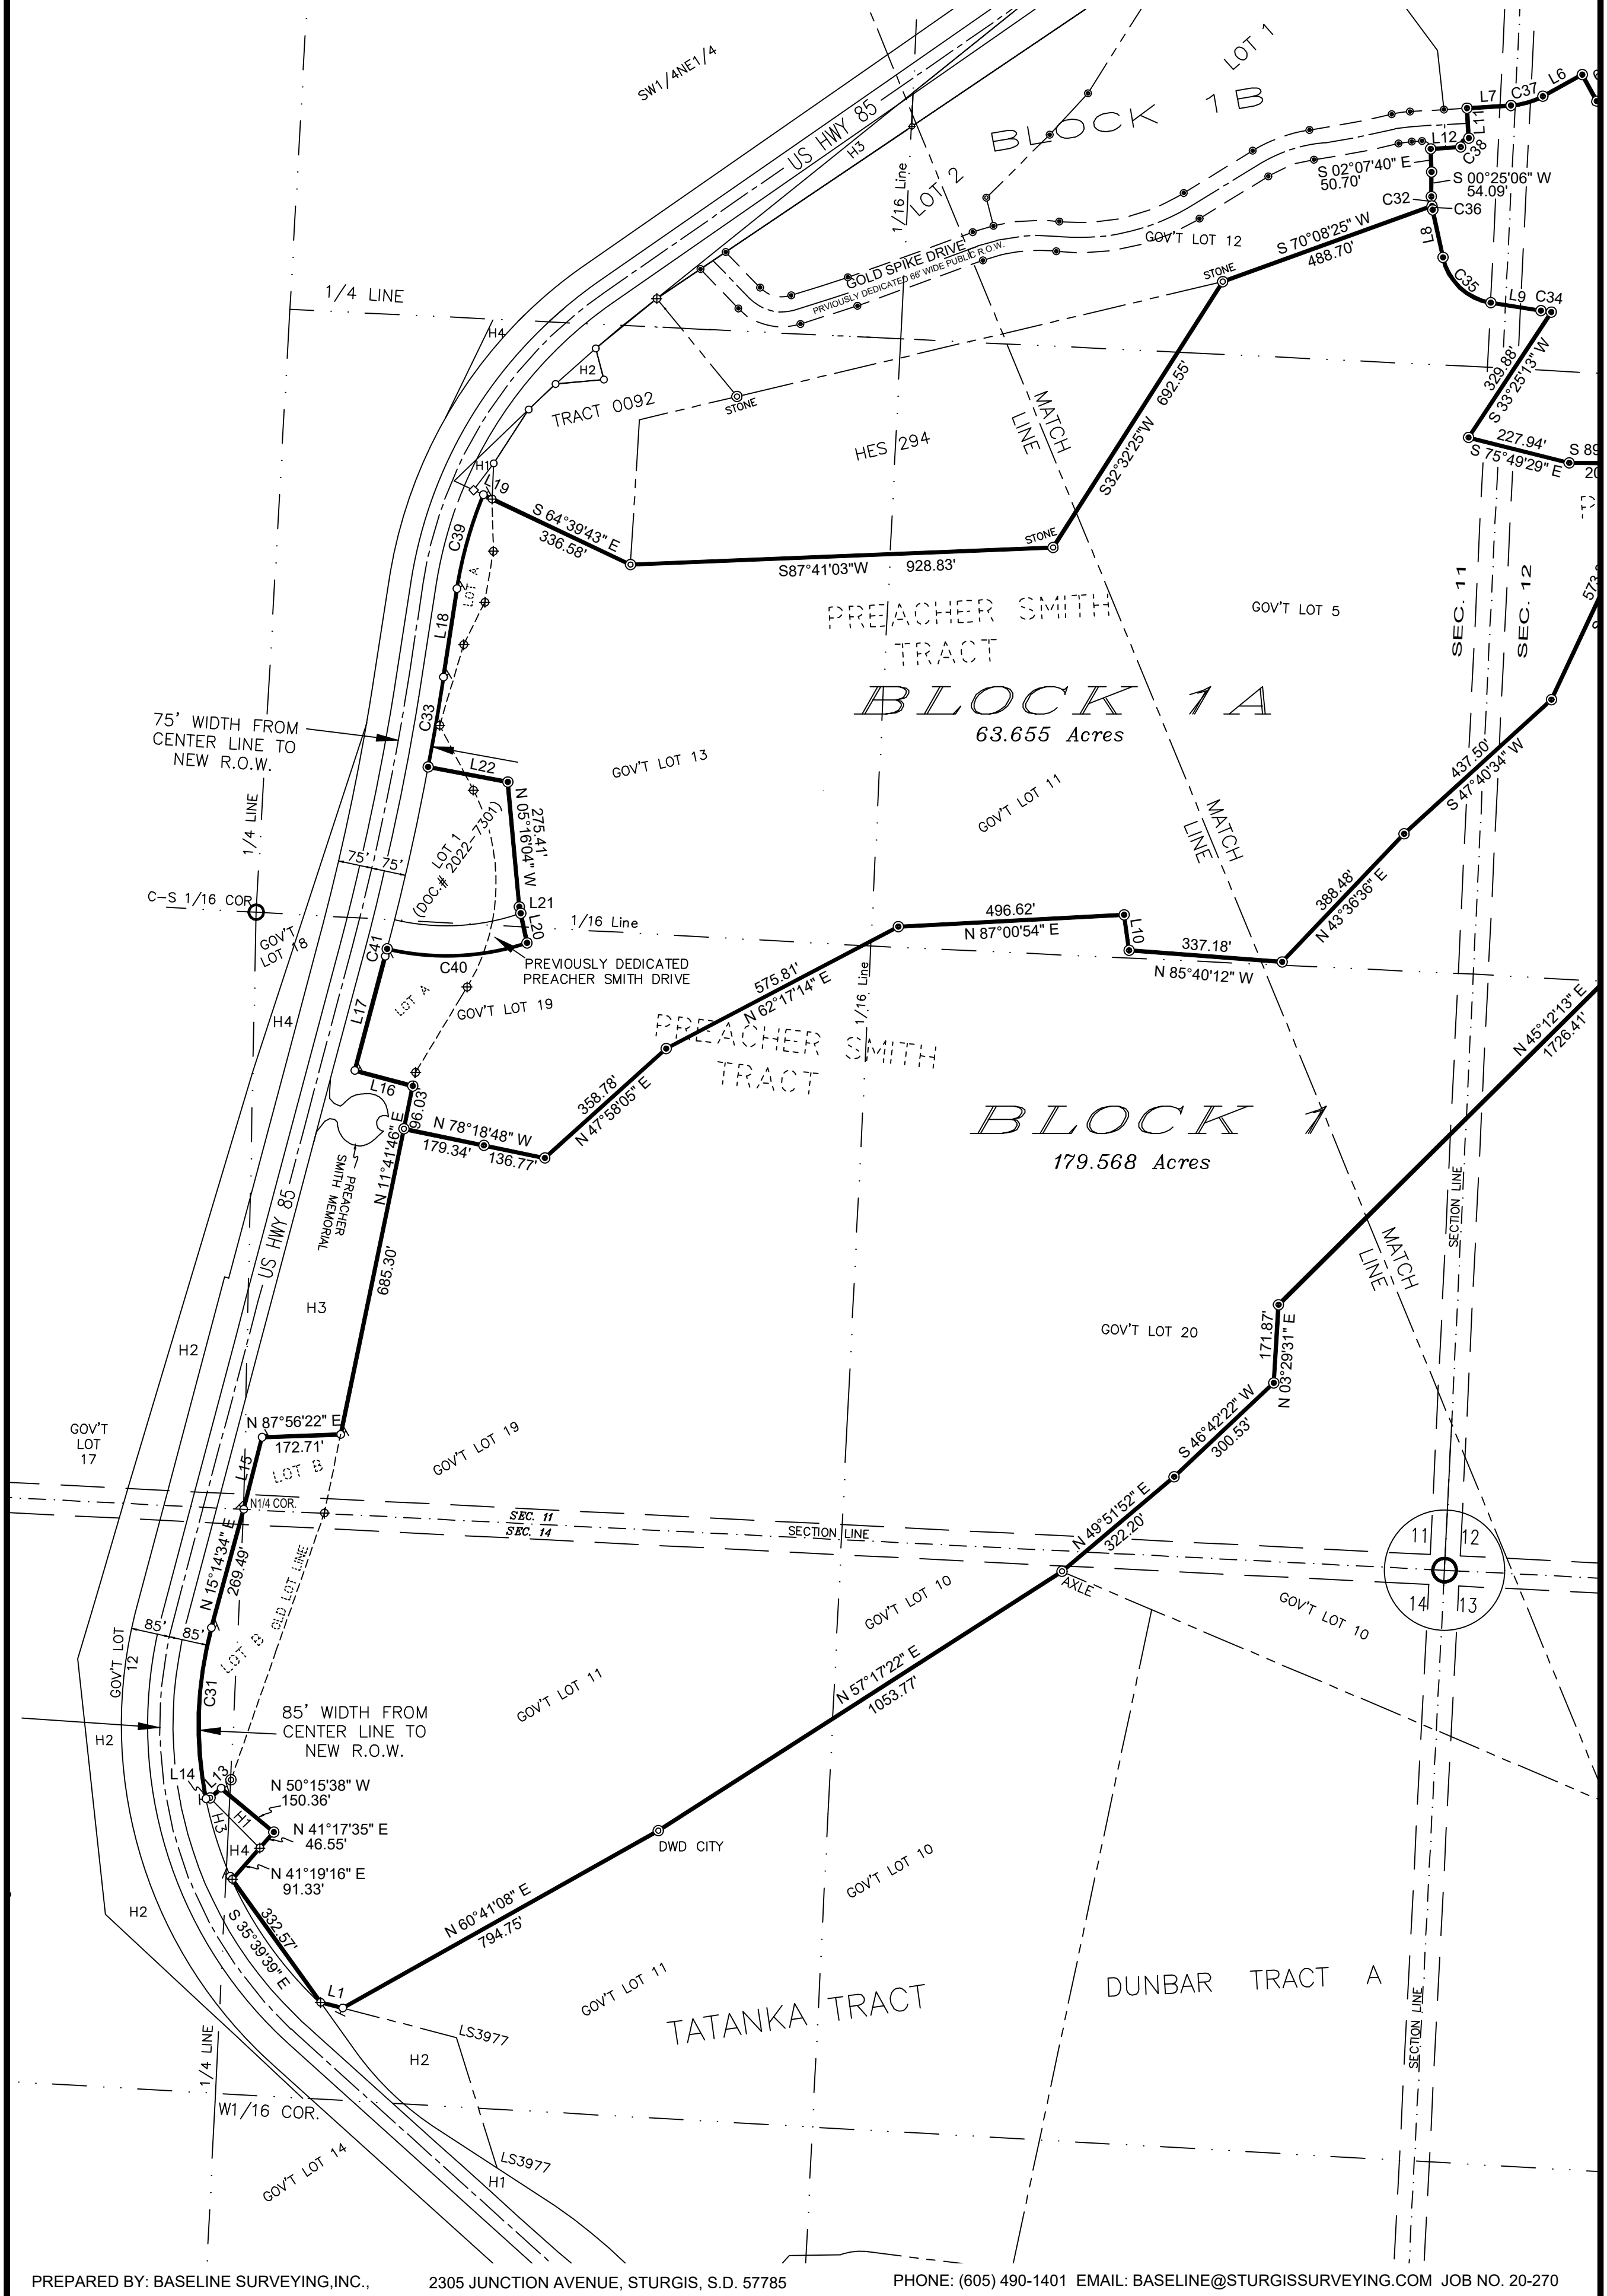 SW1/4NE1/4
US HWY 85
H3
LOT 1
BLOCK 1B
LOT 2
1/16 Line
L7
C37
L6
L11
L12
C38
S 02°07'40" E
50.70'
S 00°25'06" W
54.09'
C32
C36
GOV'T LOT 12
S 70°08'25" W
488.70'
L8
STONE
GOLD SPIKE DRIVE
PRVIOUSLY DEDICATED 66' WIDE PUBLIC R.O.W.
C35
L9
C34
1/4 LINE
H4
H2
TRACT 0092
STONE
HES 294
MATCH
LINE
692.55'
S32°32'25"W
329.88'
S 33°25'13" W
227.94'
S 75°49'29" E
S 89
20
H1
L19
C39
S 64°39'43" E
336.58'
STONE
S87°41'03"W 928.83'
LOT A
L18
PREACHER SMITH
TRACT
GOV'T LOT 5
SEC. 11
SEC. 12
573.
BLOCK 1A
63.655 Acres
75' WIDTH FROM
CENTER LINE TO
NEW R.O.W.
C33
L22
GOV'T LOT 13
GOV'T LOT 11
437.50'
S 47°40'34" W
1/4 LINE
75'
75'
LOT 1
(DOC.# 2022-7301)
275.41'
N 05°16'04" W
MATCH
LINE
388.48'
N 43°36'36" E
C-S 1/16 COR
L21
L20
1/16 Line
496.62'
N 87°00'54" E
L10
337.18'
N 85°40'12" W
GOV'T
LOT 18
C41
C40
PREVIOUSLY DEDICATED
PREACHER SMITH DRIVE
575.81'
N 62°17'14" E
1/16 Line
H4
L17
LOT A
GOV'T LOT 19
PREACHER SMITH
TRACT
N 45°12'13" E
1726.41'
L16
96.03'
N 78°18'48" W
179.34'
136.77'
358.78'
N 47°58'05" E
BLOCK 1
179.568 Acres
N 11°41'46" E
685.30'
PREACHER
SMITH MEMORIAL
US HWY 85
H3
SECTION LINE
MATCH
LINE
H2
GOV'T LOT 20
171.87'
N 03°29'31" E
GOV'T
LOT
17
N 87°56'22" E
172.71'
L15
LOT B
GOV'T LOT 19
S 46°42'22" W
300.53'
N1/4 COR.
SEC. 11
SEC. 14
SECTION LINE
N 49°51'52" E
322.20'
11
12
14
13
N 15°14'34" E
269.49'
OLD LOT LINE
AXLE
GOV'T LOT 10
GOV'T LOT 10
85'
85'
LOT B
GOV'T LOT
12
C31
GOV'T LOT 11
N 57°17'22" E
1053.77'
85' WIDTH FROM
CENTER LINE TO
NEW R.O.W.
H2
L14
L13
N 50°15'38" W
150.36'
H1
H3
N 41°17'35" E
46.55'
H4
N 41°19'16" E
91.33'
DWD CITY
GOV'T LOT 10
H2
332.57'
S 35°39'39" E
N 60°41'08" E
794.75'
L1
GOV'T LOT 11
TATANKA TRACT
DUNBAR TRACT A
LS3977
H2
SECTION LINE
1/4 LINE
W1/16 COR.
GOV'T LOT 14
LS3977
H1
PREPARED BY: BASELINE SURVEYING,INC., 2305 JUNCTION AVENUE, STURGIS, S.D. 57785 PHONE: (605) 490-1401 EMAIL: BASELINE@STURGISSURVEYING.COM JOB NO. 20-270